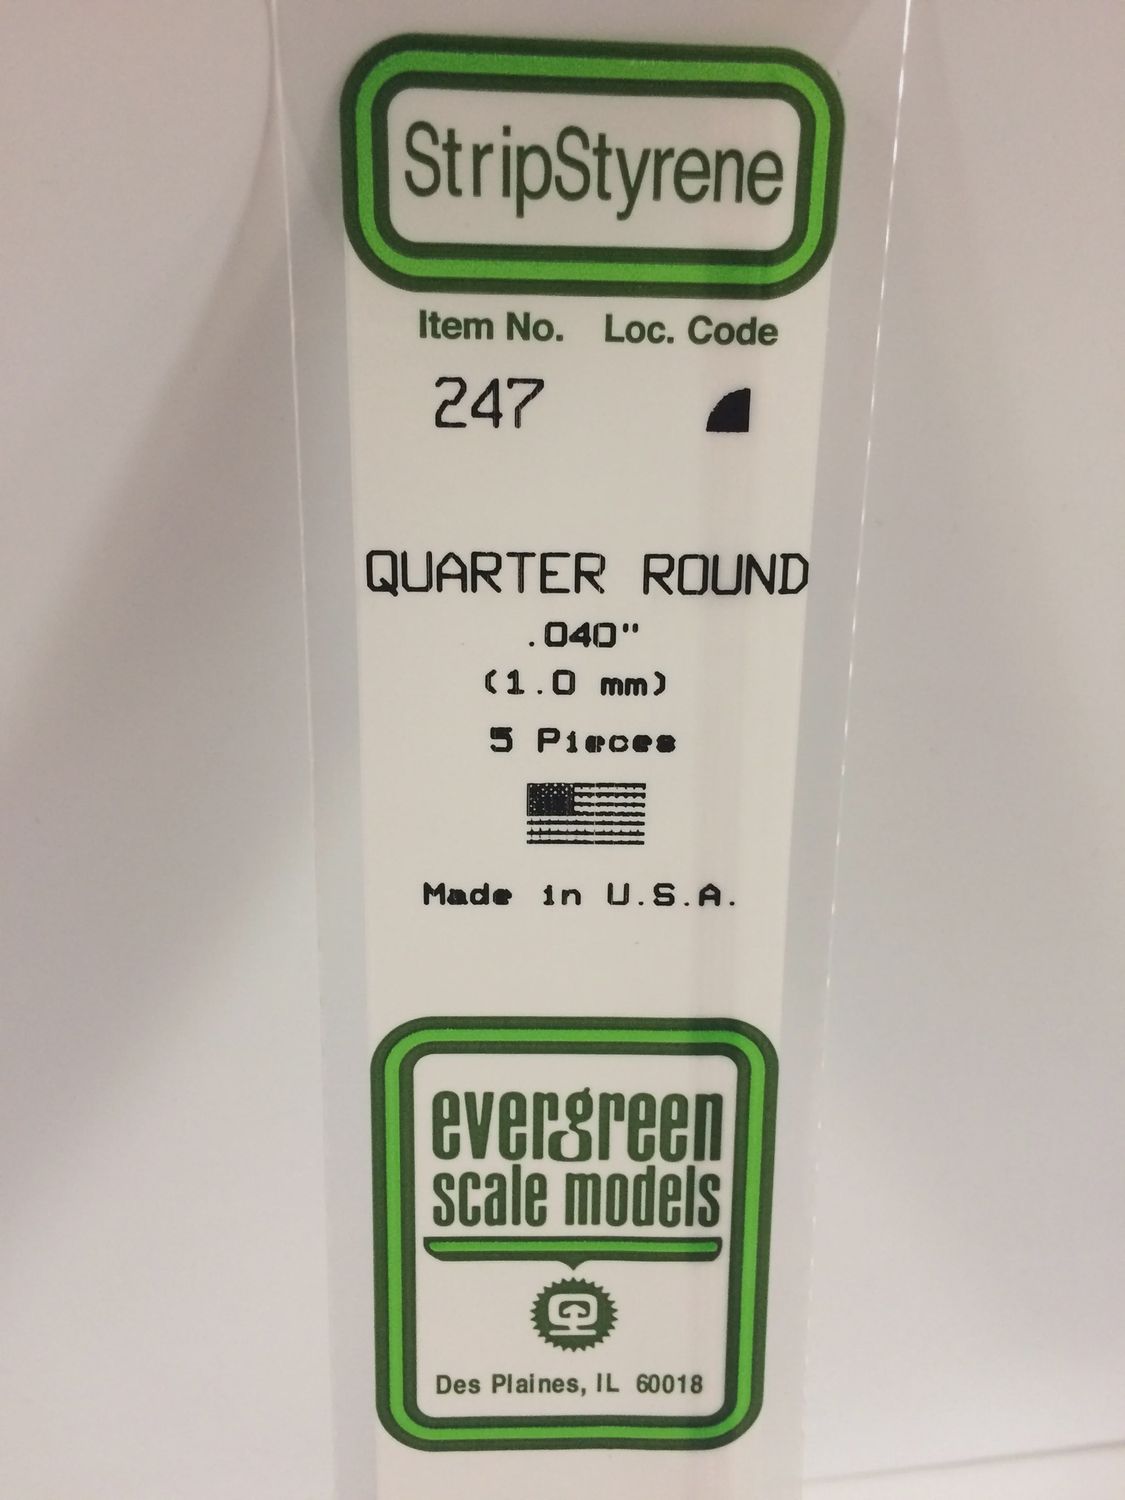 StripStyrene
Item No. Loc. Code
247
QUARTER ROUND
.040"
(1.0 mm)
5 Pieces
Made in U.S.A.
evergreen
scale models
Des Plaines, IL 60018